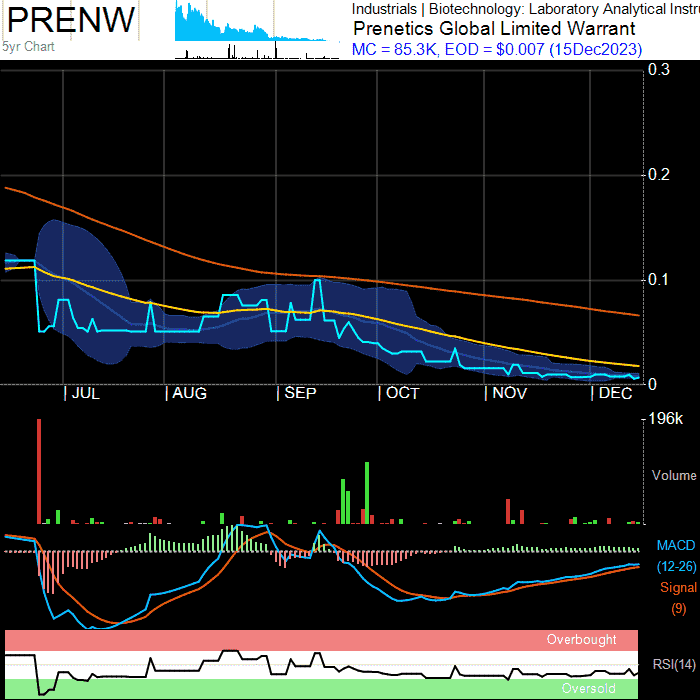 PRENW
5yr Chart
Industrials | Biotechnology: Laboratory Analytical Instru
Prenetics Global Limited Warrant
MC = 85.3K, EOD = $0.007 (15Dec2023)
0.3
0.2
0.1
0
| JUL | AUG | SEP | OCT | NOV | DEC
196k
Volume
MACD
(12-26)
Signal
(9)
Overbought
RSI(14)
Oversold